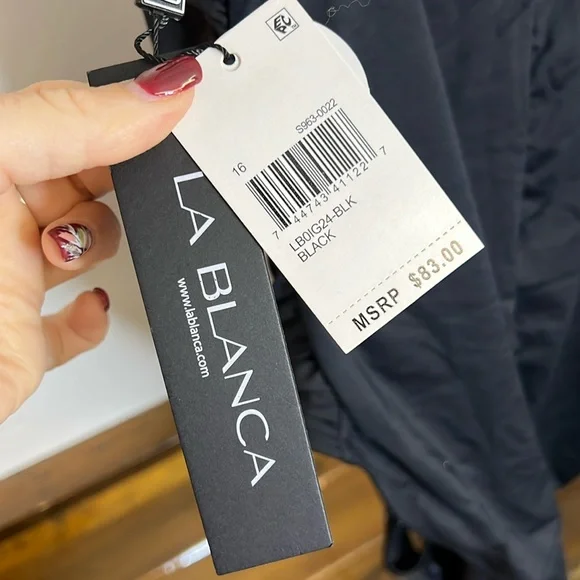 S963-0022
16
7 44743 41122 7
LB0IG24-BLK
BLACK
MSRP $83.00
LA BLANCA
www.lablanca.com